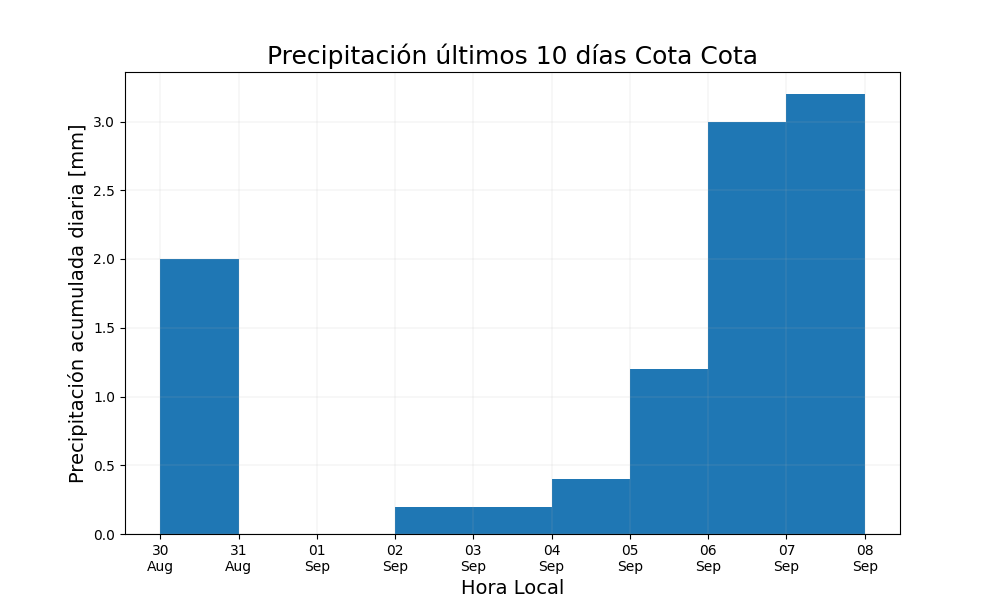 Precipitación últimos 10 días Cota Cota
Precipitación acumulada diaria [mm]
3.0
2.5
2.0
1.5
1.0
0.5
0.0
30 31 01 02 03 04 05 06 07 08
Aug Aug Sep Sep Sep Sep Sep Sep Sep Sep
Hora Local